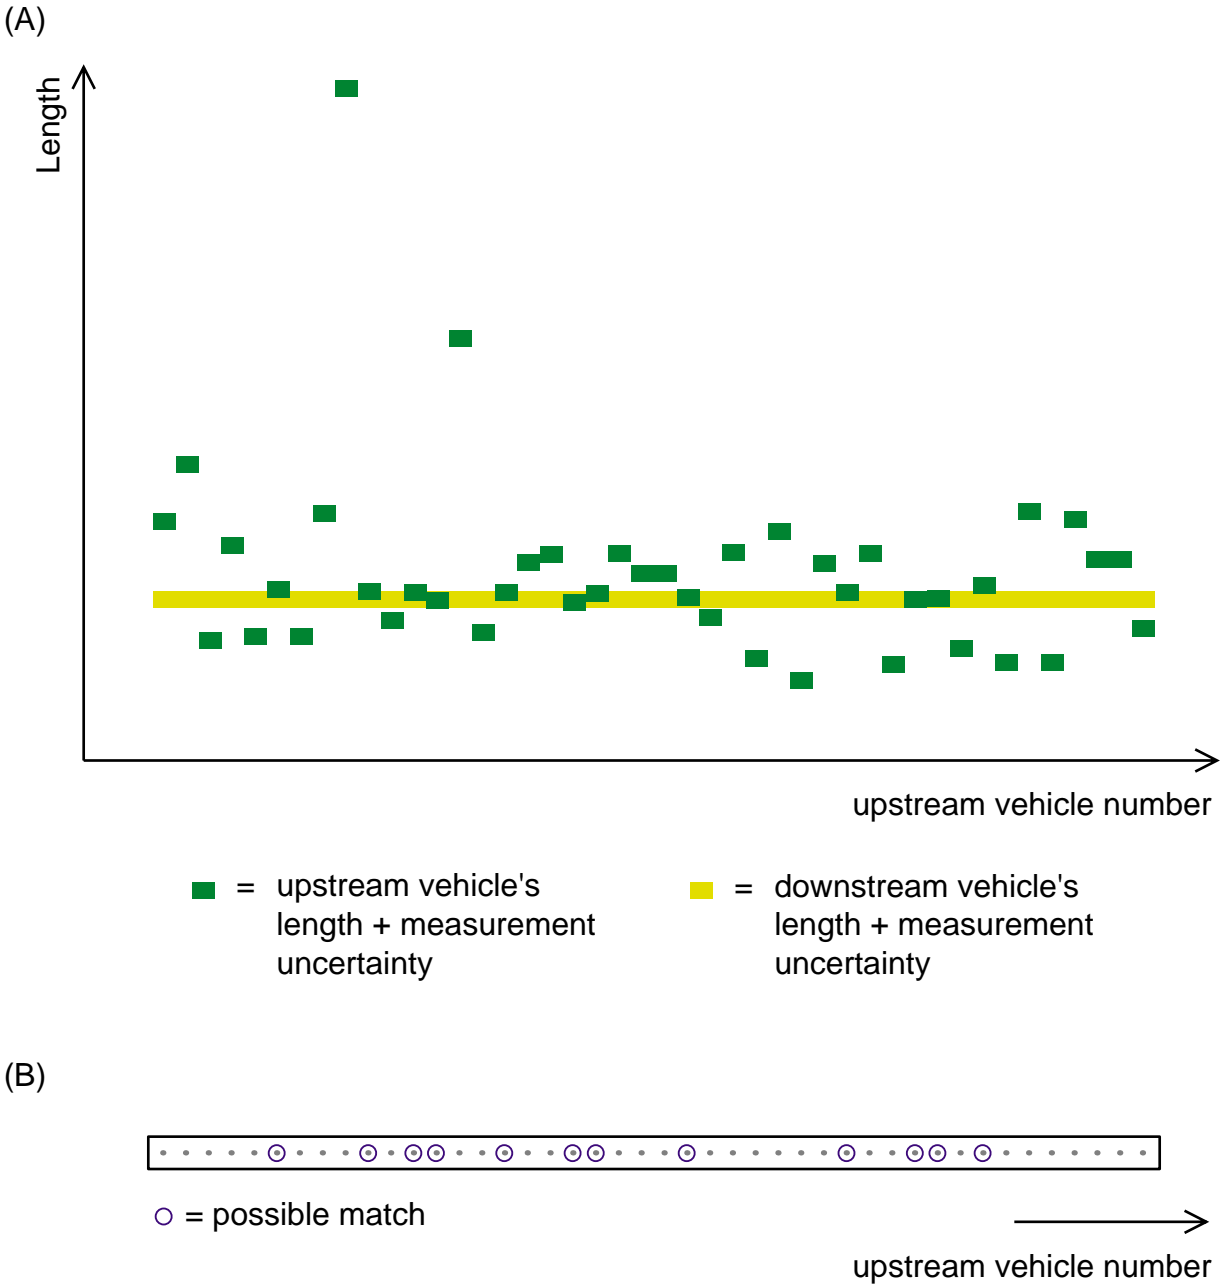 (A)
Length
upstream vehicle number
= upstream vehicle's
length + measurement
uncertainty
= downstream vehicle's
length + measurement
uncertainty
(B)
= possible match
upstream vehicle number